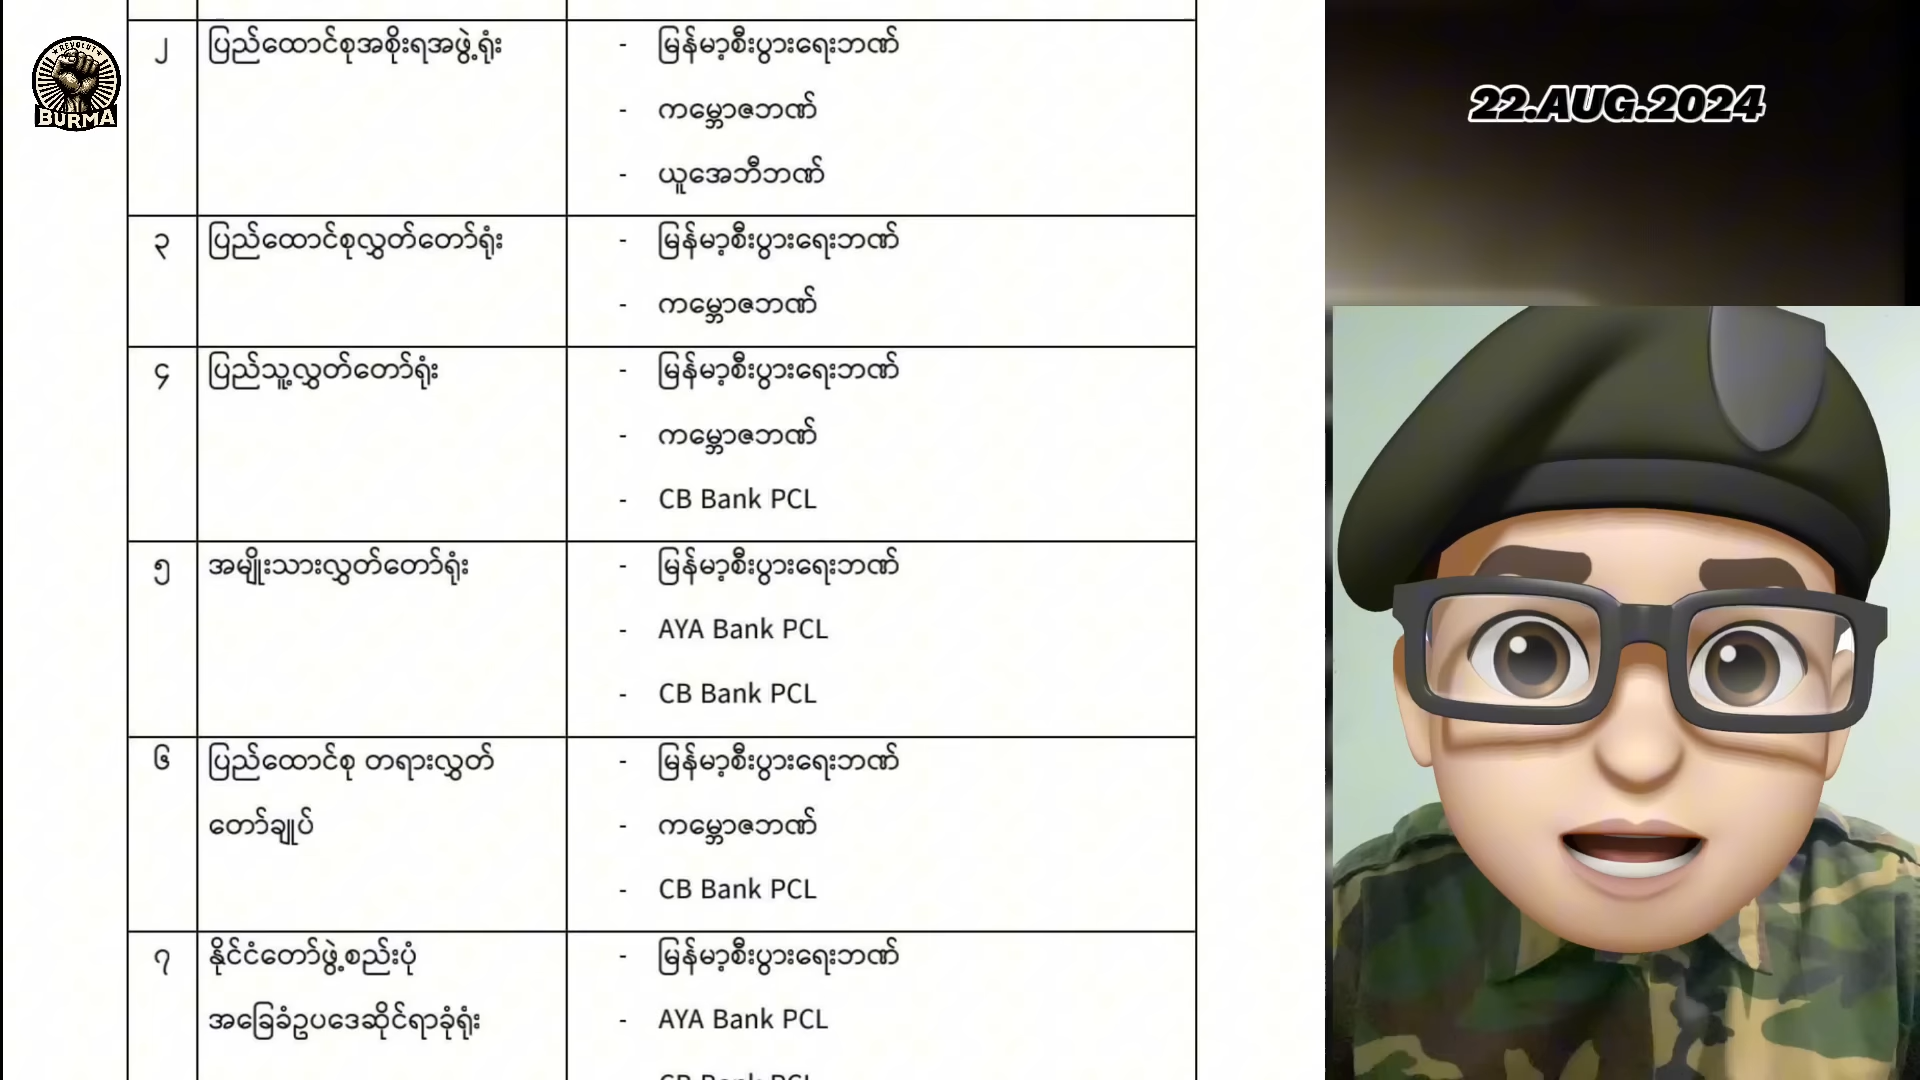 REVOLUT
BURMA
၂ ပြည်ထောင်စုအစိုးရအဖွဲ့ရုံး - မြန်မာ့စီးပွားရေးဘဏ်
- ကမ္ဘောဇဘဏ်
- ယူအေဘီဘဏ်
၃ ပြည်ထောင်စုလွှတ်တော်ရုံး - မြန်မာ့စီးပွားရေးဘဏ်
- ကမ္ဘောဇဘဏ်
၄ ပြည်သူ့လွှတ်တော်ရုံး - မြန်မာ့စီးပွားရေးဘဏ်
- ကမ္ဘောဇဘဏ်
- CB Bank PCL
၅ အမျိုးသားလွှတ်တော်ရုံး - မြန်မာ့စီးပွားရေးဘဏ်
- AYA Bank PCL
- CB Bank PCL
၆ ပြည်ထောင်စု တရားလွှတ် - မြန်မာ့စီးပွားရေးဘဏ်
တော်ချုပ် - ကမ္ဘောဇဘဏ်
- CB Bank PCL
၇ နိုင်ငံတော်ဖွဲ့စည်းပုံ - မြန်မာ့စီးပွားရေးဘဏ်
အခြေခံဥပဒေဆိုင်ရာခုံရုံး - AYA Bank PCL
22.AUG.2024